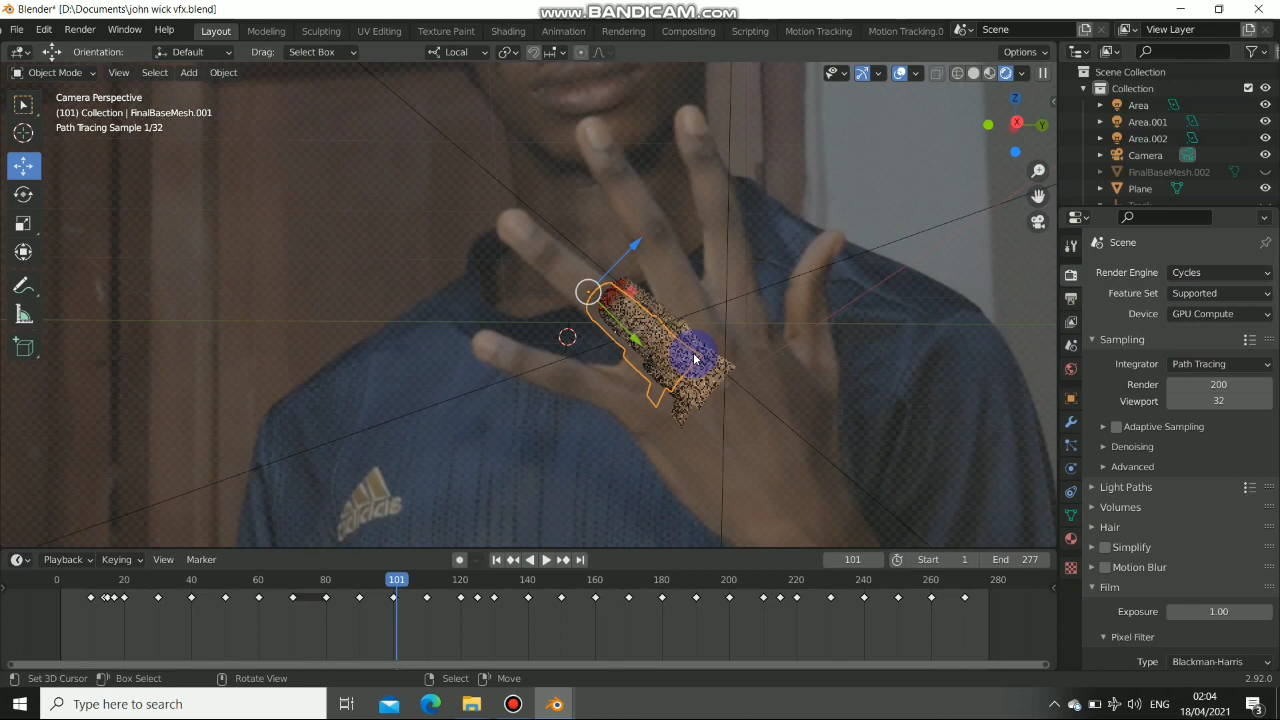 Blender* [D:\Documents\john wick vfx.blend]
www.BANDICAM.com
File Edit Render Window Help
Layout Modeling Sculpting UV Editing Texture Paint Shading Animation Rendering Compositing Scripting Motion Tracking Motion Tracking.0
Scene View Layer
Orientation: Default Drag: Select Box Local Options
Object Mode View Select Add Object
Camera Perspective
(101) Collection | FinalBaseMesh.001
Path Tracing Sample 1/32
Z
X
Y
adidas
Scene Collection
Collection
Area
Area.001
Area.002
Camera
FinalBaseMesh.002
Plane
Scene
Render Engine Cycles
Feature Set Supported
Device GPU Compute
Sampling
Integrator Path Tracing
Render 200
Viewport 32
Adaptive Sampling
Denoising
Advanced
Light Paths
Volumes
Hair
Simplify
Motion Blur
Film
Exposure 1.00
Pixel Filter
Type Blackman-Harris
Playback Keying View Marker 101 Start 1 End 277
0 20 40 60 80 101 120 140 160 180 200 220 240 260 280
Set 3D Cursor Box Select Rotate View Select Move 2.92.0
Type here to search
ENG
02:04
18/04/2021
3